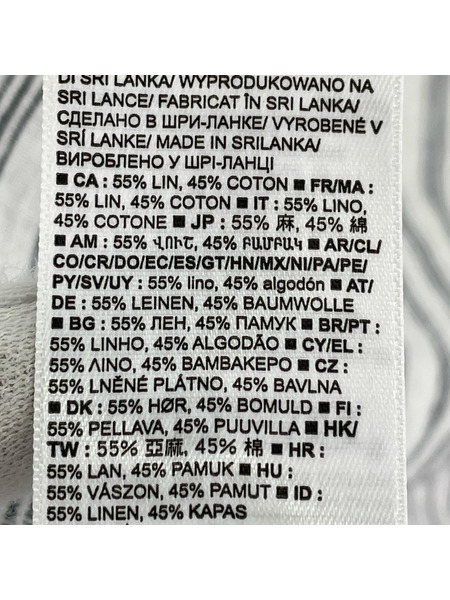 DI SRI LANKA/ WYPRODUKOWANO NA
SRI LANCE/ FABRICAT ÎN SRI LANKA/
СДЕЛАНО В ШРИ-ЛАНКЕ/ VYROBENÉ V
SRÍ LANKE/ MADE IN SRILANKA/
ВИРОБЛЕНО У ШРІ-ЛАНЦІ
■ CA : 55% LIN, 45% COTON ■ FR/MA :
55% LIN, 45% COTON ■ IT : 55% LINO,
45% COTONE ■ JP : 55% 麻, 45% 綿
■ AM : 55% ՎՈՒՇ, 45% ԲԱՄԲԱԿ ■ AR/CL/
CO/CR/DO/EC/ES/GT/HN/MX/NI/PA/PE/
PY/SV/UY : 55% lino, 45% algodón ■ AT/
DE : 55% LEINEN, 45% BAUMWOLLE
■ BG : 55% ЛЕН, 45% ПАМУК ■ BR/PT :
55% LINHO, 45% ALGODÃO ■ CY/EL :
55% ΛΙΝΟ, 45% ΒΑΜΒΑΚΕΡΟ ■ CZ :
55% LNĚNÉ PLÁTNO, 45% BAVLNA
■ DK : 55% HØR, 45% BOMULD ■ FI :
55% PELLAVA, 45% PUUVILLA ■ HK/
TW : 55% 亞麻, 45% 棉 ■ HR :
55% LAN, 45% PAMUK ■ HU :
55% VÁSZON, 45% PAMUT ■ ID :
55% LINEN, 45% KAPAS